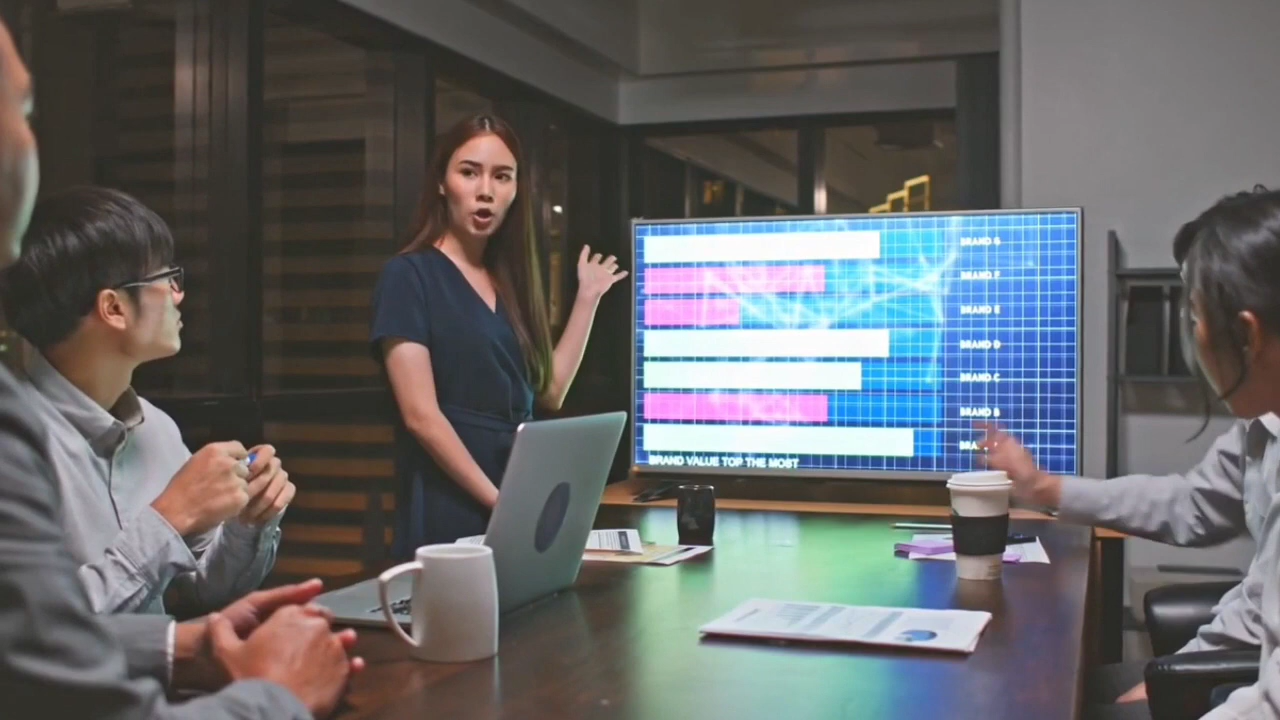 BRAND G
BRAND F
BRAND E
BRAND D
BRAND C
BRAND B
BRAND VALUE TOP THE MOST